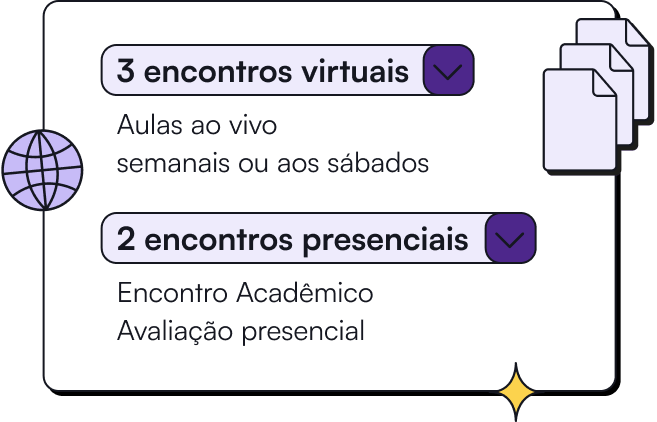 3 encontros virtuais
Aulas ao vivo
semanais ou aos sábados
2 encontros presenciais
Encontro Acadêmico
Avaliação presencial